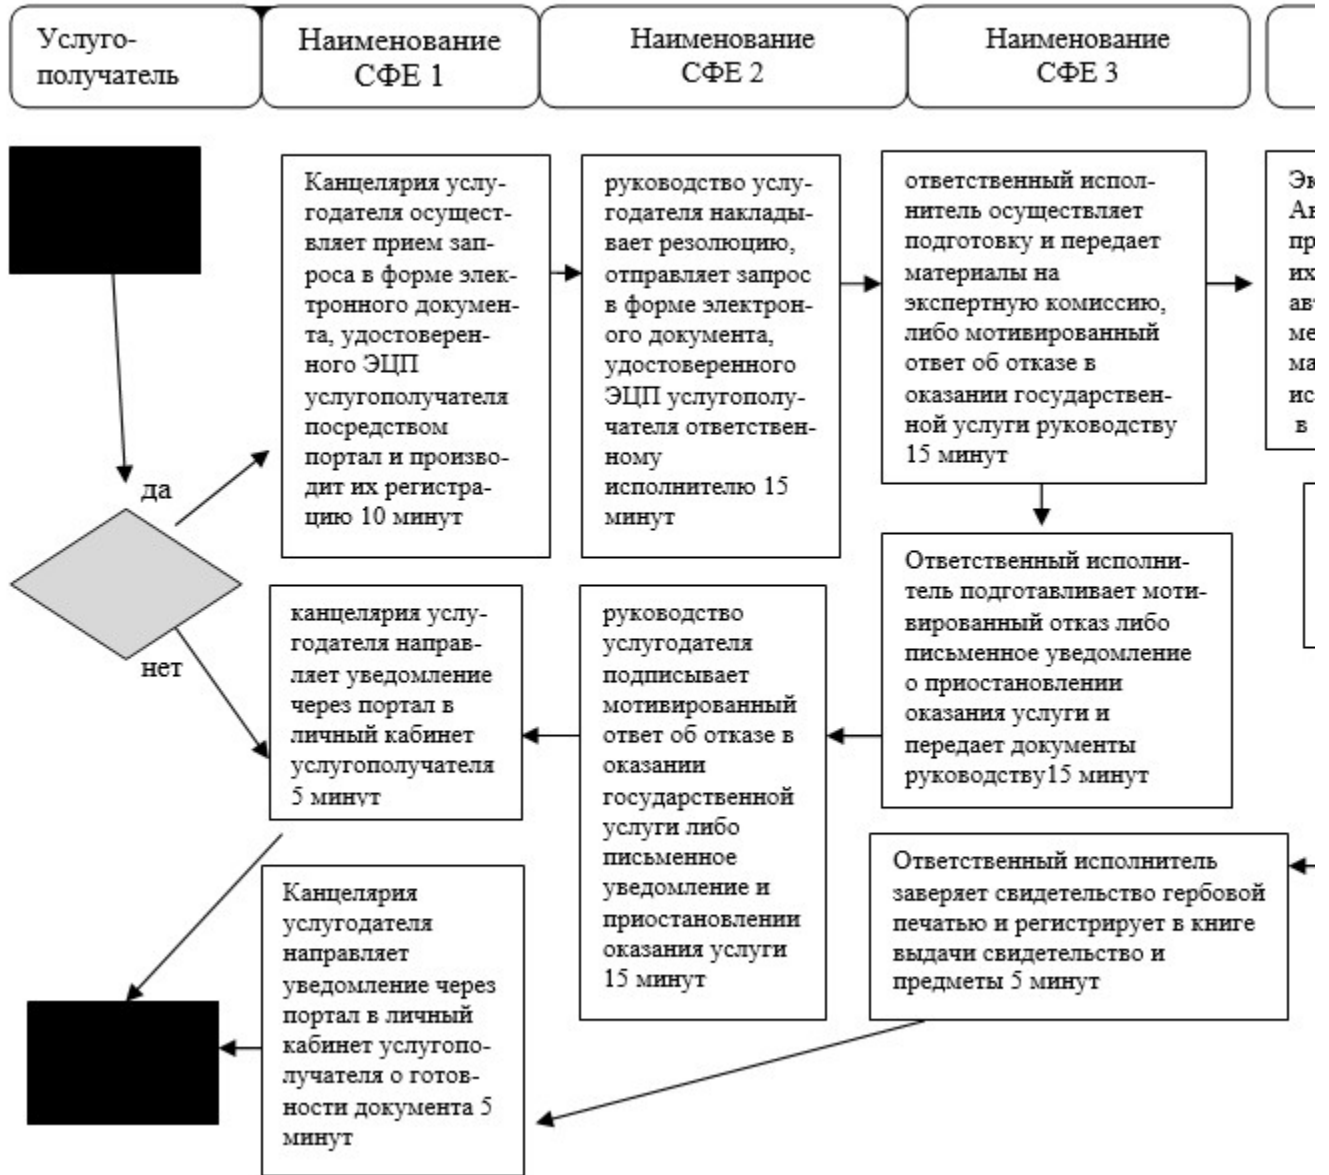 Услуго-
получатель
Наименование
СФЕ 1
Наименование
СФЕ 2
Наименование
СФЕ 3
Канцелярия услу-
годателя осущест-
вляет прием зап-
роса в форме элек-
тронного докумен-
та, удостоверен-
ного ЭЦП
услугополучателя
посредством
портал и произво-
дит их регистра-
цию 10 минут
руководство услу-
годателя наклады-
вает резолюцию,
отправляет запрос
в форме электрон-
ого документа,
удостоверенного
ЭЦП услугополу-
чателя ответствен-
ному
исполнителю 15
минут
ответственный испол-
нитель осуществляет
подготовку и передает
материалы на
экспертную комиссию,
либо мотивированный
ответ об отказе в
оказании государствен-
ной услуги руководству
15 минут
да
нет
канцелярия услу-
годателя направ-
ляет уведомление
через портал в
личный кабинет
услугополучателя
5 минут
руководство
услугодателя
подписывает
мотивированный
ответ об отказе в
оказании
государственной
услуги либо
письменное
уведомление и
приостановлении
оказания услуги
15 минут
Ответственный исполни-
тель подготавливает моти-
вированный отказ либо
письменное уведомление
о приостановлении
оказания услуги и
передает документы
руководству15 минут
Канцелярия
услугодателя
направляет
уведомление через
портал в личный
кабинет услугопо-
лучателя о готов-
ности документа 5
минут
Ответственный исполнитель
заверяет свидетельство гербовой
печатью и регистрирует в книге
выдачи свидетельство и
предметы 5 минут